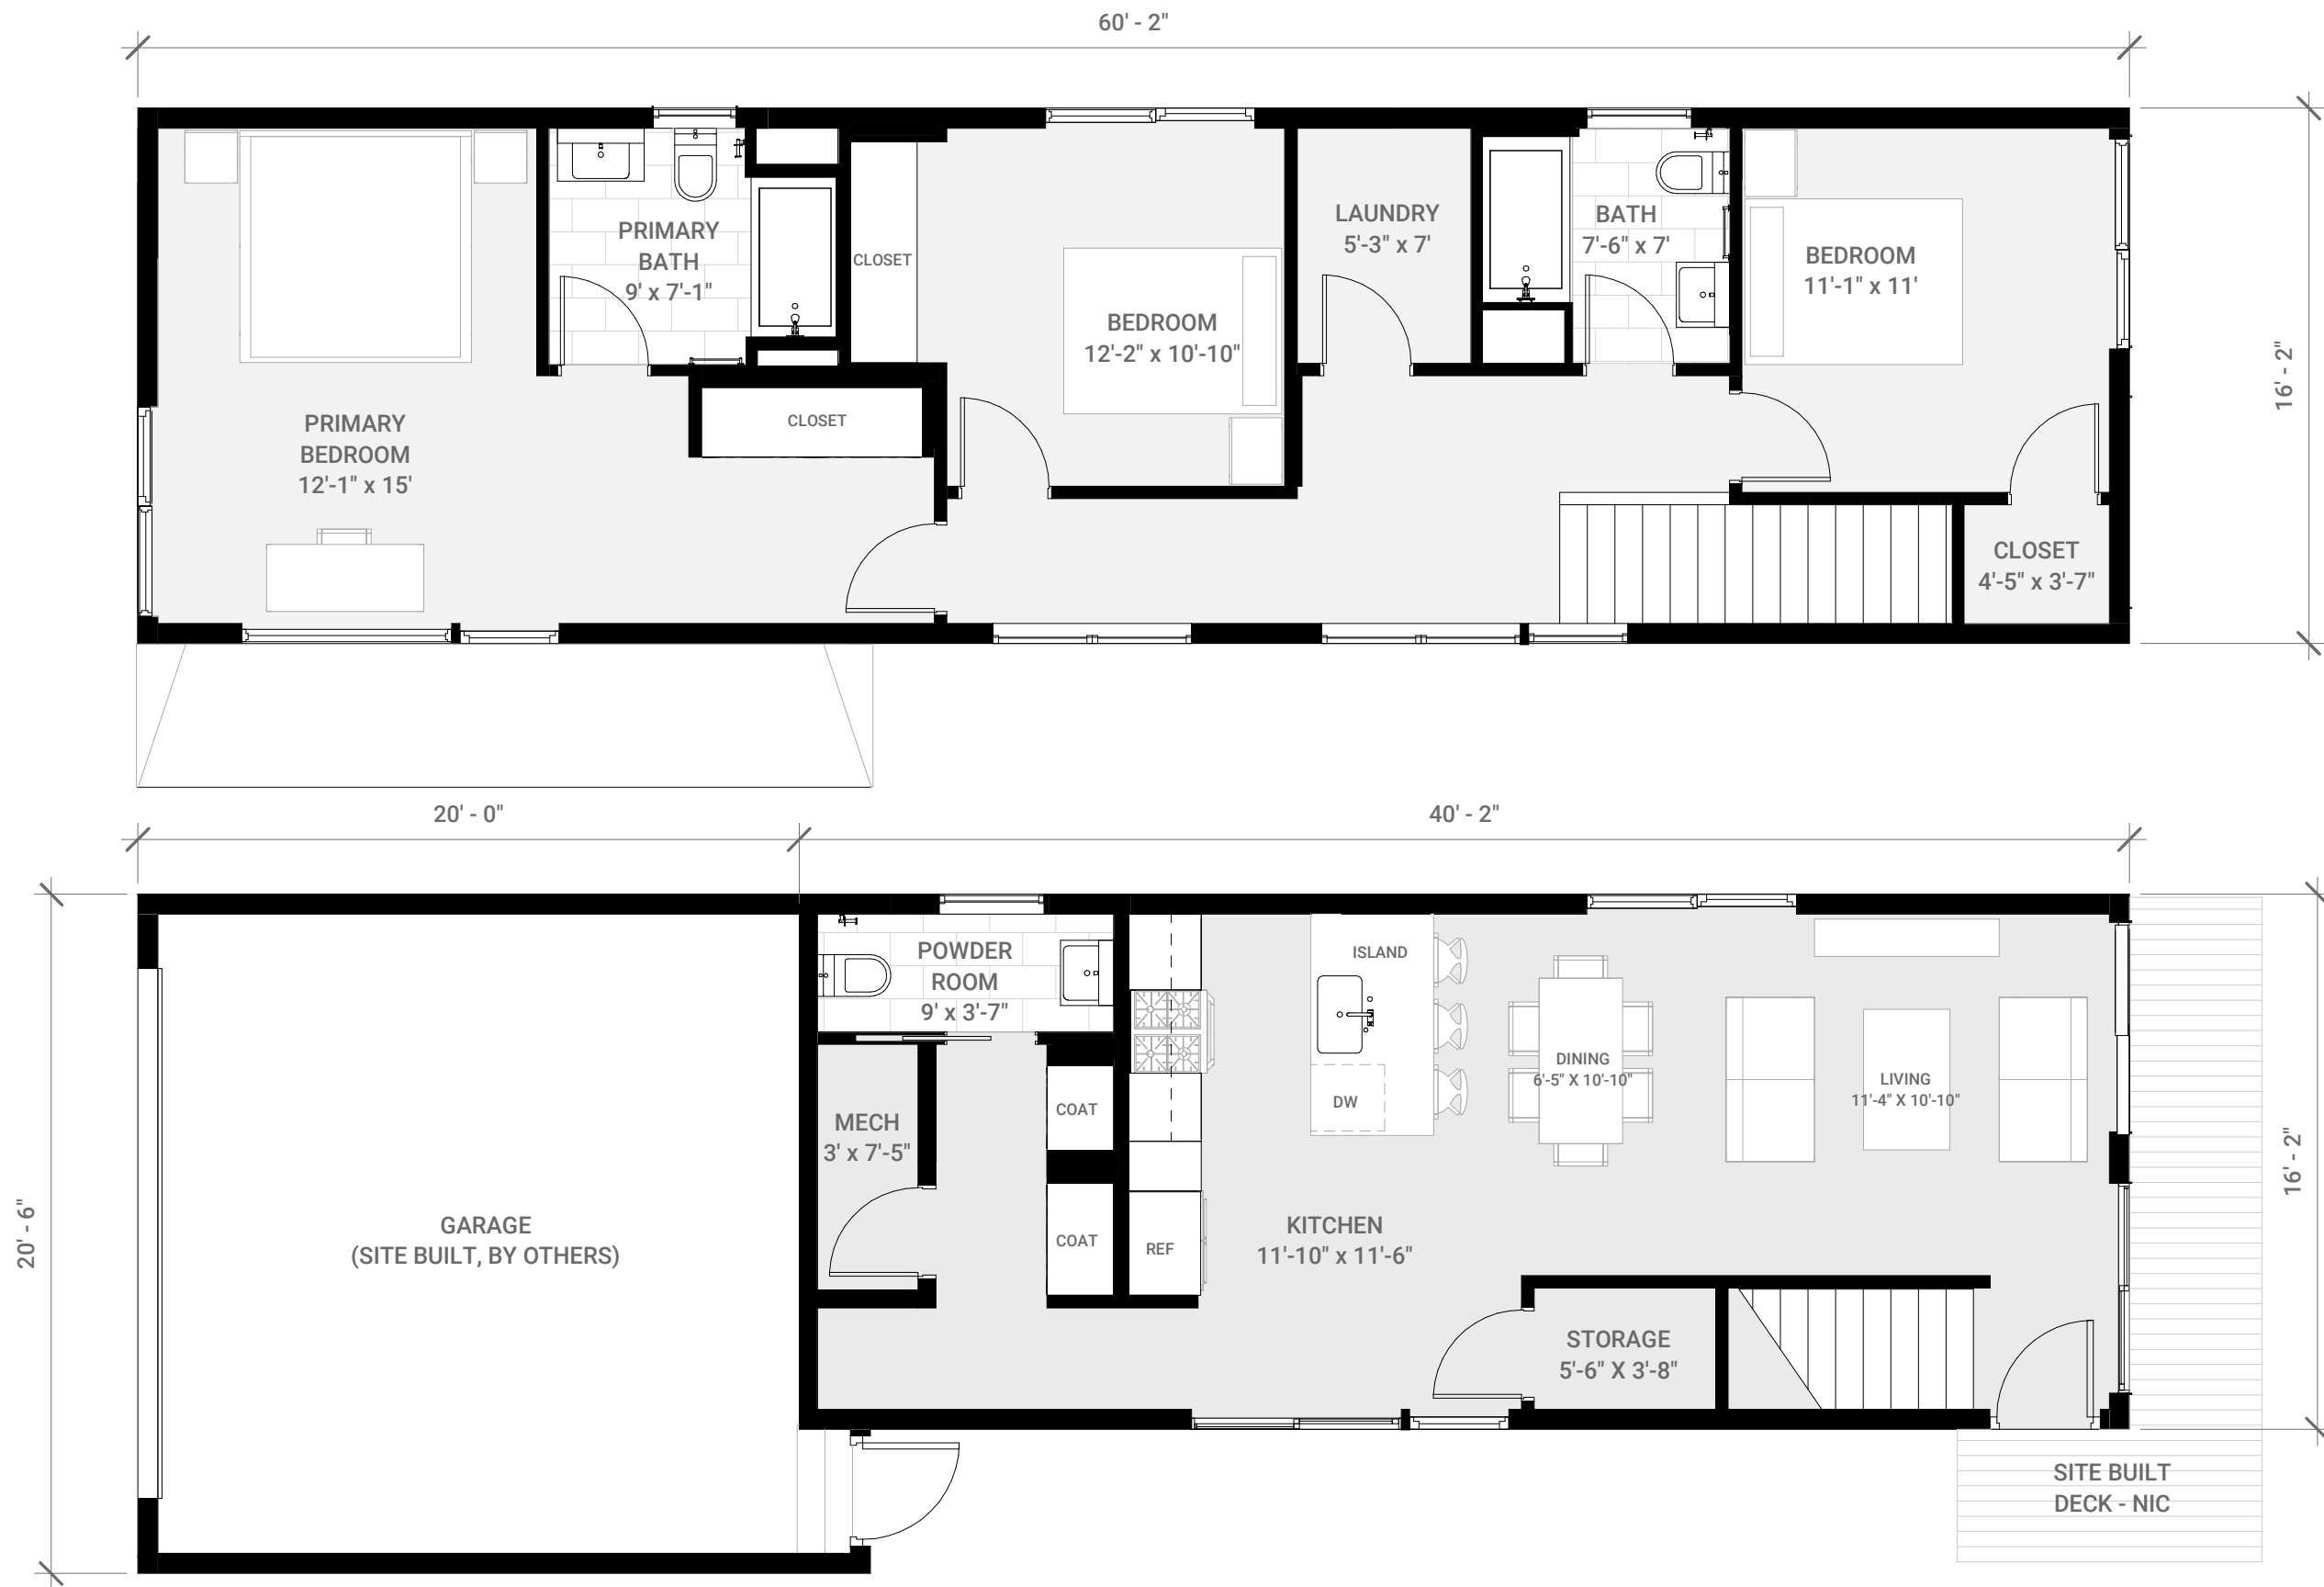 60' - 2"
PRIMARY
BATH
9' x 7'-1"
CLOSET
LAUNDRY
5'-3" x 7'
BATH
7'-6" x 7'
BEDROOM
11'-1" x 11'
BEDROOM
12'-2" x 10'-10"
16' - 2"
PRIMARY
BEDROOM
12'-1" x 15'
CLOSET
CLOSET
4'-5" x 3'-7"
20' - 0"
40' - 2"
POWDER
ROOM
9' x 3'-7"
ISLAND
DINING
6'-5" X 10'-10"
LIVING
11'-4" X 10'-10"
DW
COAT
MECH
3' x 7'-5"
16' - 2"
20' - 6"
GARAGE
(SITE BUILT, BY OTHERS)
COAT
REF
KITCHEN
11'-10" x 11'-6"
STORAGE
5'-6" X 3'-8"
SITE BUILT
DECK - NIC